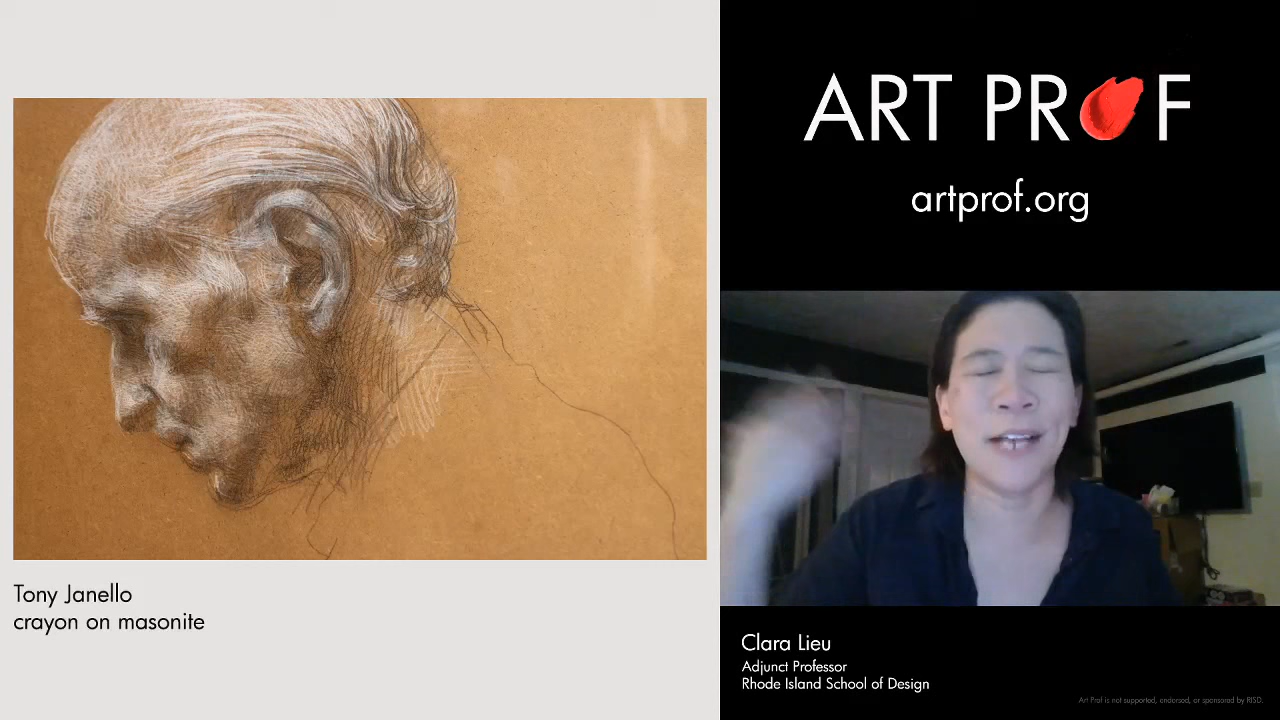 Tony Janello
crayon on masonite
ART PROF
artprof.org
Clara Lieu
Adjunct Professor
Rhode Island School of Design
Art Prof is not supported, endorsed, or sponsored by RISD.